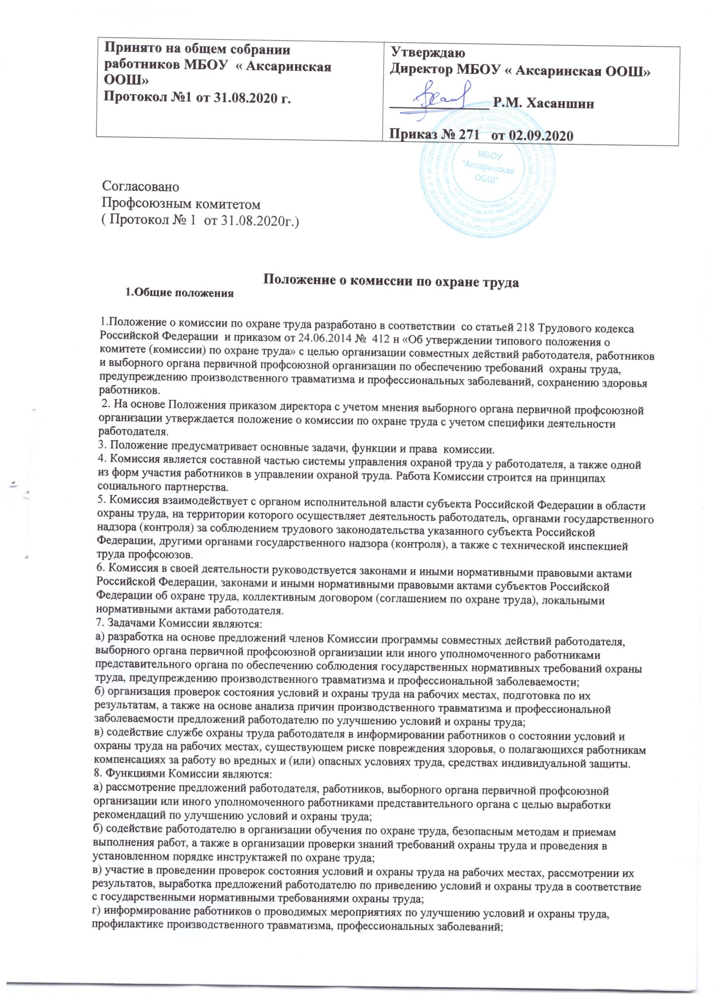 Принято на общем собрании
работников МБОУ « Аксаринская
ООШ»
Протокол №1 от 31.08.2020 г.
Утверждаю
Директор МБОУ « Аксаринская ООШ»
______________ Р.М. Хасаншин
Приказ № 271 от 02.09.2020
МБОУ
"Аксаринская
ООШ"
Согласовано
Профсоюзным комитетом
( Протокол № 1 от 31.08.2020г.)
Положение о комиссии по охране труда
1.Общие положения
1.Положение о комиссии по охране труда разработано в соответствии со статьей 218 Трудового кодекса
Российской Федерации и приказом от 24.06.2014 № 412 н «Об утверждении типового положения о
комитете (комиссии) по охране труда» с целью организации совместных действий работодателя, работников
и выборного органа первичной профсоюзной организации по обеспечению требований охраны труда,
предупреждению производственного травматизма и профессиональных заболеваний, сохранению здоровья
работников.
2. На основе Положения приказом директора с учетом мнения выборного органа первичной профсоюзной
организации утверждается положение о комиссии по охране труда с учетом специфики деятельности
работодателя.
3. Положение предусматривает основные задачи, функции и права комиссии.
4. Комиссия является составной частью системы управления охраной труда у работодателя, а также одной
из форм участия работников в управлении охраной труда. Работа Комиссии строится на принципах
социального партнерства.
5. Комиссия взаимодействует с органом исполнительной власти субъекта Российской Федерации в области
охраны труда, на территории которого осуществляет деятельность работодатель, органами государственного
надзора (контроля) за соблюдением трудового законодательства указанного субъекта Российской
Федерации, другими органами государственного надзора (контроля), а также с технической инспекцией
труда профсоюзов.
6. Комиссия в своей деятельности руководствуется законами и иными нормативными правовыми актами
Российской Федерации, законами и иными нормативными правовыми актами субъектов Российской
Федерации об охране труда, коллективным договором (соглашением по охране труда), локальными
нормативными актами работодателя.
7. Задачами Комиссии являются:
а) разработка на основе предложений членов Комиссии программы совместных действий работодателя,
выборного органа первичной профсоюзной организации или иного уполномоченного работниками
представительного органа по обеспечению соблюдения государственных нормативных требований охраны
труда, предупреждению производственного травматизма и профессиональной заболеваемости;
б) организация проверок состояния условий и охраны труда на рабочих местах, подготовка по их
результатам, а также на основе анализа причин производственного травматизма и профессиональной
заболеваемости предложений работодателю по улучшению условий и охраны труда;
в) содействие службе охраны труда работодателя в информировании работников о состоянии условий и
охраны труда на рабочих местах, существующем риске повреждения здоровья, о полагающихся работникам
компенсациях за работу во вредных и (или) опасных условиях труда, средствах индивидуальной защиты.
8. Функциями Комиссии являются:
а) рассмотрение предложений работодателя, работников, выборного органа первичной профсоюзной
организации или иного уполномоченного работниками представительного органа с целью выработки
рекомендаций по улучшению условий и охраны труда;
б) содействие работодателю в организации обучения по охране труда, безопасным методам и приемам
выполнения работ, а также в организации проверки знаний требований охраны труда и проведения в
установленном порядке инструктажей по охране труда;
в) участие в проведении проверок состояния условий и охраны труда на рабочих местах, рассмотрении их
результатов, выработка предложений работодателю по приведению условий и охраны труда в соответствие
с государственными нормативными требованиями охраны труда;
г) информирование работников о проводимых мероприятиях по улучшению условий и охраны труда,
профилактике производственного травматизма, профессиональных заболеваний;